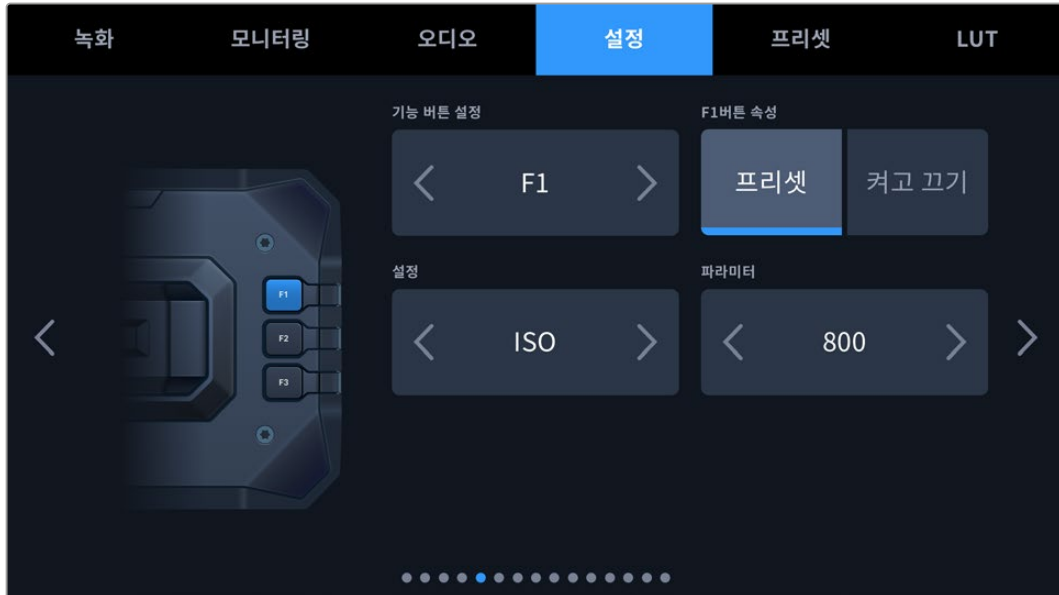 녹화 모니터링 오디오 설정 프리셋 LUT
기능 버튼 설정 F1버튼 속성
F1 프리셋 켜고 끄기
F1
F2
F3
설정 파라미터
ISO 800